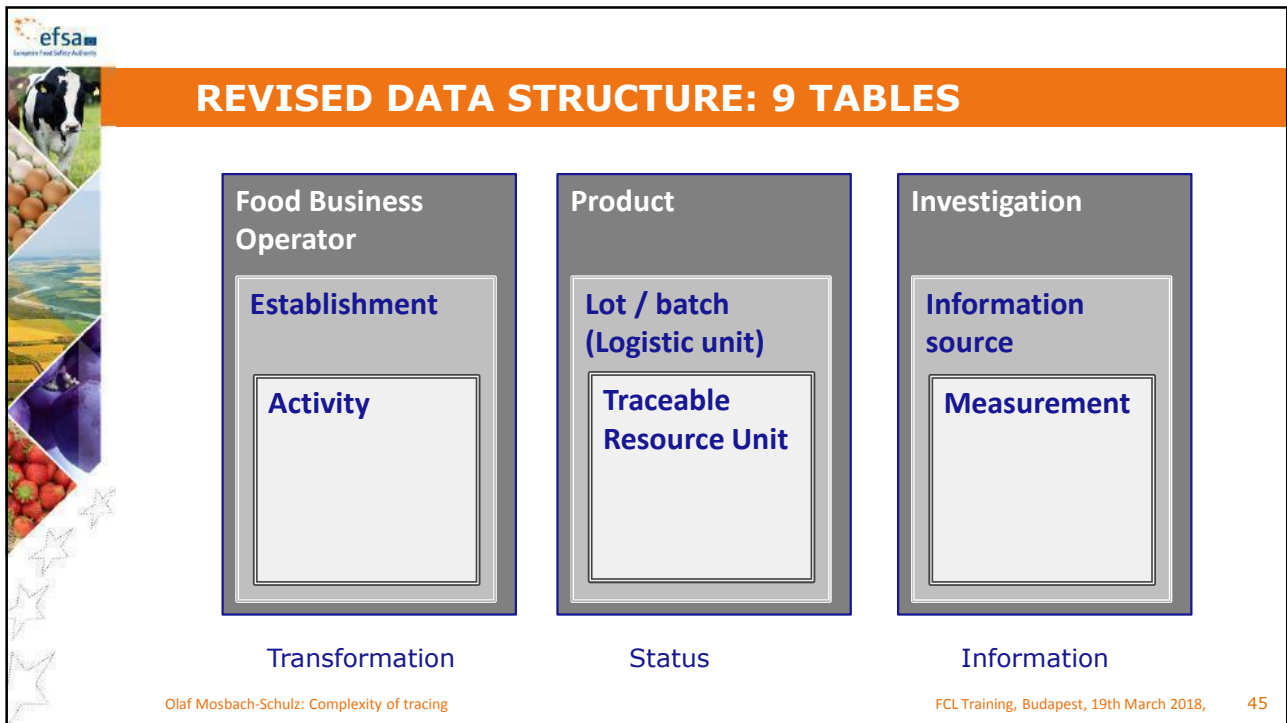 efsa
European Food Safety Authority
REVISED DATA STRUCTURE: 9 TABLES
Food Business
Operator
Establishment
Activity
Product
Lot / batch
(Logistic unit)
Traceable
Resource Unit
Investigation
Information
source
Measurement
Transformation
Status
Information
Olaf Mosbach-Schulz: Complexity of tracing
FCL Training, Budapest, 19th March 2018,
45